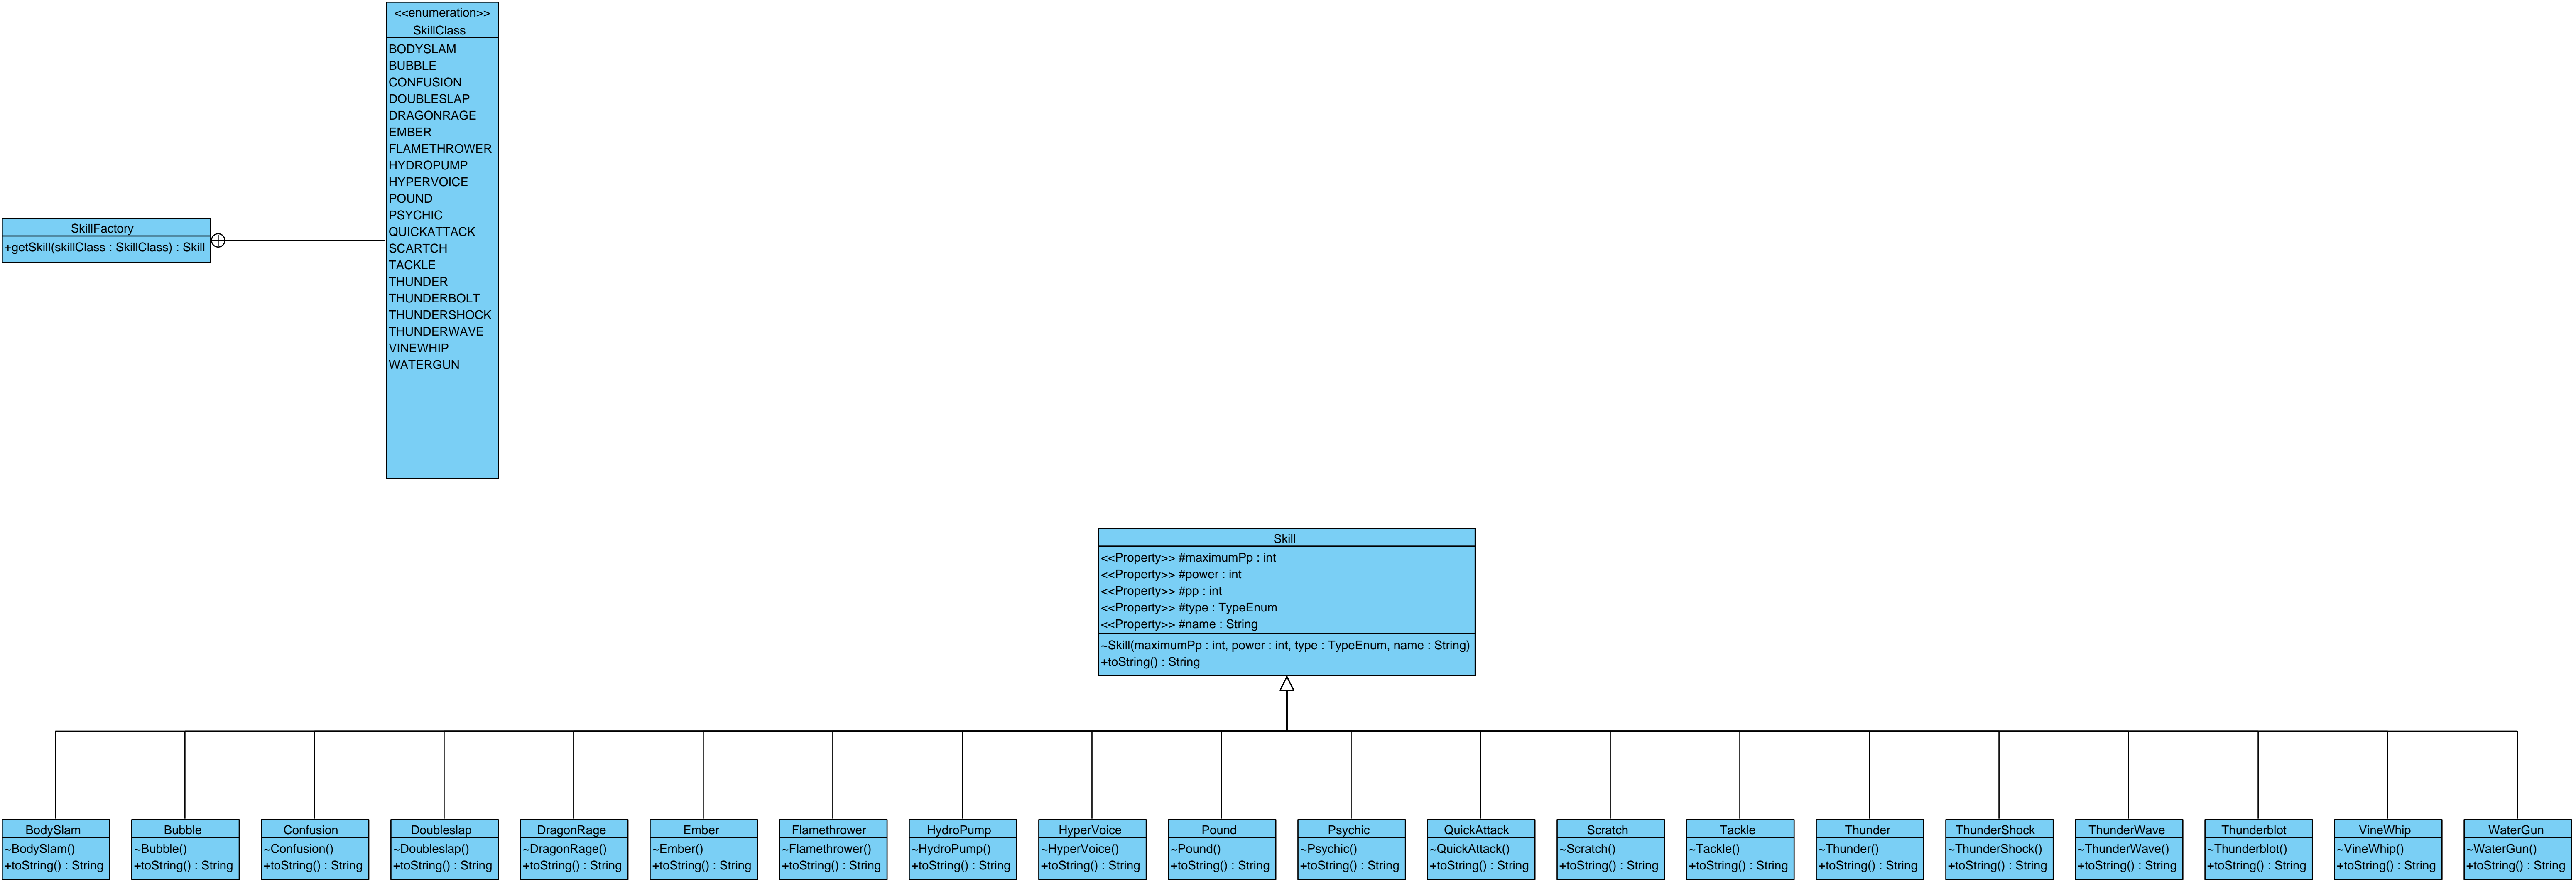 <<enumeration>>
SkillClass
BODYSLAM
BUBBLE
CONFUSION
DOUBLESLAP
DRAGONRAGE
EMBER
FLAMETHROWER
HYDROPUMP
HYPERVOICE
POUND
PSYCHIC
QUICKATTACK
SCARTCH
TACKLE
THUNDER
THUNDERBOLT
THUNDERSHOCK
THUNDERWAVE
VINEWHIP
WATERGUN
SkillFactory
+getSkill(skillClass : SkillClass) : Skill
Skill
<<Property>> #maximumPp : int
<<Property>> #power : int
<<Property>> #pp : int
<<Property>> #type : TypeEnum
<<Property>> #name : String
~Skill(maximumPp : int, power : int, type : TypeEnum, name : String)
+toString() : String
BodySlam
~BodySlam()
+toString() : String
Bubble
~Bubble()
+toString() : String
Confusion
~Confusion()
+toString() : String
Doubleslap
~Doubleslap()
+toString() : String
DragonRage
~DragonRage()
+toString() : String
Ember
~Ember()
+toString() : String
Flamethrower
~Flamethrower()
+toString() : String
HydroPump
~HydroPump()
+toString() : String
HyperVoice
~HyperVoice()
+toString() : String
Pound
~Pound()
+toString() : String
Psychic
~Psychic()
+toString() : String
QuickAttack
~QuickAttack()
+toString() : String
Scratch
~Scratch()
+toString() : String
Tackle
~Tackle()
+toString() : String
Thunder
~Thunder()
+toString() : String
ThunderShock
~ThunderShock()
+toString() : String
ThunderWave
~ThunderWave()
+toString() : String
Thunderblot
~Thunderblot()
+toString() : String
VineWhip
~VineWhip()
+toString() : String
WaterGun
~WaterGun()
+toString() : String